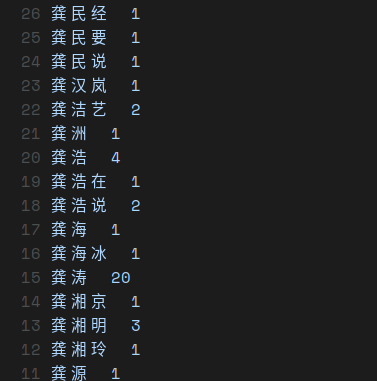 26 龚民经 1
25 龚民要 1
24 龚民说 1
23 龚汉岚 1
22 龚洁艺 2
21 龚洲 1
20 龚浩 4
19 龚浩在 1
18 龚浩说 2
17 龚海 1
16 龚海冰 1
15 龚涛 20
14 龚湘京 1
13 龚湘明 3
12 龚湘玲 1
11 龚源 1